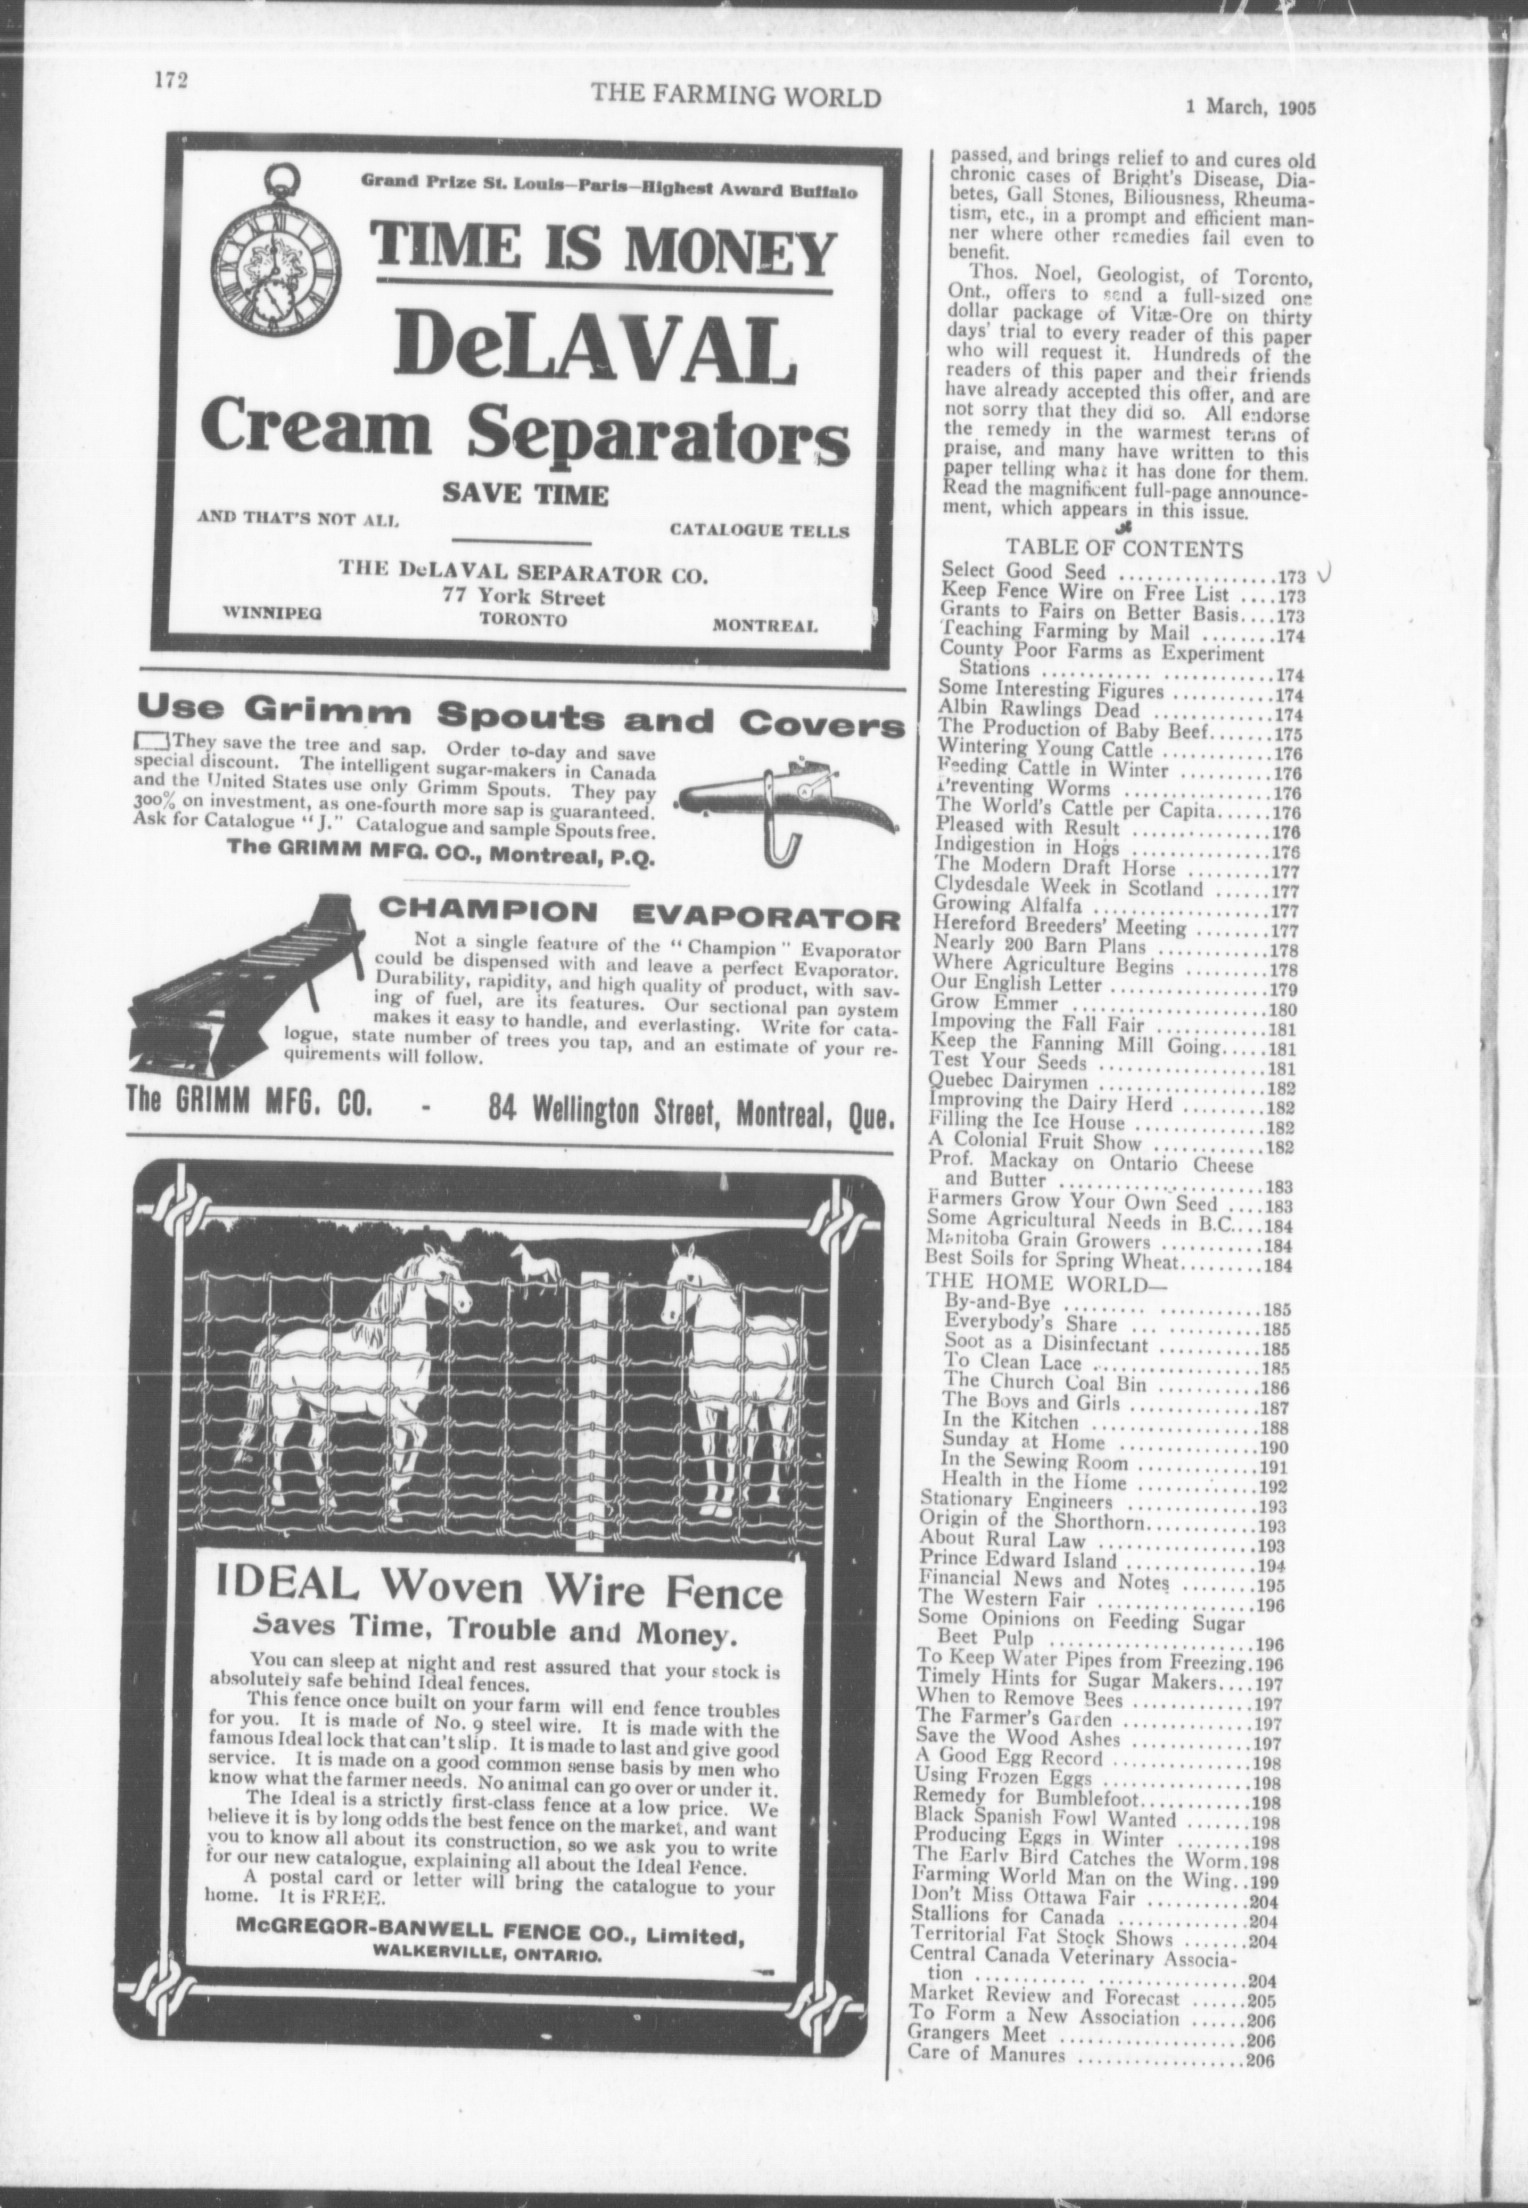 172
THE FARMING WORLD
1 March, 1905
Grand Prize St. Louis—Paris—Highest Award Buffalo
TIME IS MONEY
DeLAVAL
Cream Separators
SAVE TIME
AND THAT'S NOT ALL
CATALOGUE TELLS
THE DeLAVAL SEPARATOR CO.
77 York Street
WINNIPEG
TORONTO
MONTREAL
Use Grimm Spouts and Covers
They save the tree and sap. Order to-day and save
special discount. The intelligent sugar-makers in Canada
and the United States use only Grimm Spouts. They pay
300% on investment, as one-fourth more sap is guaranteed.
Ask for Catalogue "J." Catalogue and sample Spouts free.
The GRIMM MFG. CO., Montreal, P.Q.
CHAMPION EVAPORATOR
Not a single feature of the "Champion" Evaporator
could be dispensed with and leave a perfect Evaporator.
Durability, rapidity, and high quality of product, with sav-
ing of fuel, are its features. Our sectional pan system
makes it easy to handle, and everlasting. Write for cata-
logue, state number of trees you tap, and an estimate of your re-
quirements will follow.
The GRIMM MFG. CO. - 84 Wellington Street, Montreal, Que.
IDEAL Woven Wire Fence
Saves Time, Trouble and Money.
You can sleep at night and rest assured that your stock is
absolutely safe behind Ideal fences.
This fence once built on your farm will end fence troubles
for you. It is made of No. 9 steel wire. It is made with the
famous Ideal lock that can't slip. It is made to last and give good
service. It is made on a good common sense basis by men who
know what the farmer needs. No animal can go over or under it.
The Ideal is a strictly first-class fence at a low price. We
believe it is by long odds the best fence on the market, and want
you to know all about its construction, so we ask you to write
for our new catalogue, explaining all about the Ideal Fence.
A postal card or letter will bring the catalogue to your
home. It is FREE.
McGREGOR-BANWELL FENCE CO., Limited,
WALKERVILLE, ONTARIO.
passed, and brings relief to and cures old
chronic cases of Bright's Disease, Dia-
betes, Gall Stones, Biliousness, Rheuma-
tism, etc., in a prompt and efficient man-
ner where other remedies fail even to
benefit.
Thos. Noel, Geologist, of Toronto,
Ont., offers to send a full-sized one
dollar package of Vitæ-Ore on thirty
days' trial to every reader of this paper
who will request it. Hundreds of the
readers of this paper and their friends
have already accepted this offer, and are
not sorry that they did so. All endorse
the remedy in the warmest terms of
praise, and many have written to this
paper telling what it has done for them.
Read the magnificent full-page announce-
ment, which appears in this issue.
TABLE OF CONTENTS
Select Good Seed .................173
Keep Fence Wire on Free List ....173
Grants to Fairs on Better Basis....173
Teaching Farming by Mail ........174
County Poor Farms as Experiment
Stations ............ ............174
Some Interesting Figures ...........174
Albin Rawlings Dead .............174
The Production of Baby Beef.......175
Wintering Young Cattle ............176
Feeding Cattle in Winter ..........176
Preventing Worms ................176
The World's Cattle per Capita......176
Pleased with Result ...............176
Indigestion in Hogs ...............176
The Modern Draft Horse .........177
Clydesdale Week in Scotland ......177
Growing Alfalfa ...................177
Hereford Breeders' Meeting ........177
Nearly 200 Barn Plans ............178
Where Agriculture Begins .........178
Our English Letter .................179
Grow Emmer .....................180
Impoving the Fall Fair ............181
Keep the Fanning Mill Going.....181
Test Your Seeds ..................181
Quebec Dairymen ..................182
Improving the Dairy Herd .........182
Filling the Ice House ..............182
A Colonial Fruit Show ............182
Prof. Mackay on Ontario Cheese
and Butter ......................183
Farmers Grow Your Own Seed ....183
Some Agricultural Needs in B.C....184
Manitoba Grain Growers ...........184
Best Soils for Spring Wheat.........184
THE HOME WORLD—
By-and-Bye ......... ...........185
Everybody's Share ... ..........185
Soot as a Disinfectant ...........185
To Clean Lace ..................185
The Church Coal Bin ...........186
The Boys and Girls ..............187
In the Kitchen ..................188
Sunday at Home ...............190
In the Sewing Room .............191
Health in the Home .............192
Stationary Engineers ..............193
Origin of the Shorthorn............193
About Rural Law .................193
Prince Edward Island ..............194
Financial News and Notes ........195
The Western Fair .................196
Some Opinions on Feeding Sugar
Beet Pulp ......................196
To Keep Water Pipes from Freezing.196
Timely Hints for Sugar Makers....197
When to Remove Bees .............197
The Farmer's Garden ..............197
Save the Wood Ashes .............197
A Good Egg Record ...............198
Using Frozen Eggs ................198
Remedy for Bumblefoot............198
Black Spanish Fowl Wanted .......198
Producing Eggs in Winter ........198
The Early Bird Catches the Worm.198
Farming World Man on the Wing..199
Don't Miss Ottawa Fair ...........204
Stallions for Canada ..............204
Territorial Fat Stock Shows .......204
Central Canada Veterinary Associa-
tion ............ ................204
Market Review and Forecast ......205
To Form a New Association ......206
Grangers Meet ....................206
Care of Manures ..................206